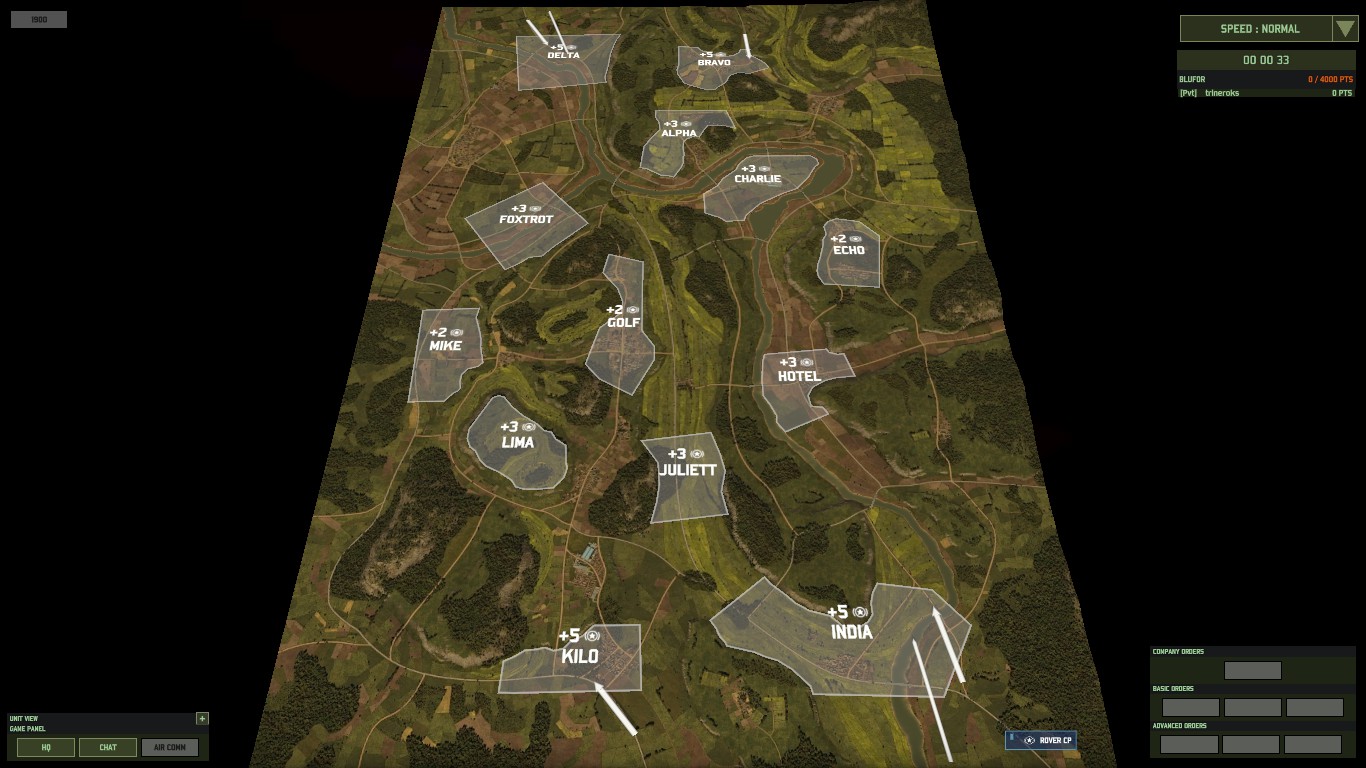 1900
SPEED : NORMAL
00 00 33
BLUFOR 0 / 4000 PTS
[Pvt] trineroks 0 PTS
+5
DELTA
+5
BRAVO
+3
ALPHA
+3
CHARLIE
+3
FOXTROT
+2
ECHO
+2
GOLF
+2
MIKE
+3
HOTEL
+3
LIMA
+3
JULIETT
+5
INDIA
+5
KILO
ROVER CP
UNIT VIEW +
GAME PANEL
HQ CHAT AIR COMM
COMPANY ORDERS
BASIC ORDERS
ADVANCED ORDERS